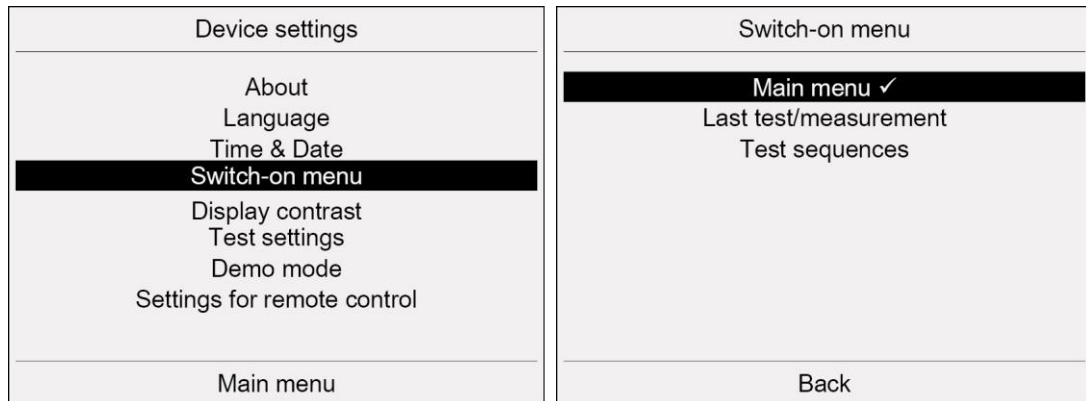 Device settings
About
Language
Time & Date
Switch-on menu
Display contrast
Test settings
Demo mode
Settings for remote control
Main menu
Switch-on menu
Main menu ✓
Last test/measurement
Test sequences
Back